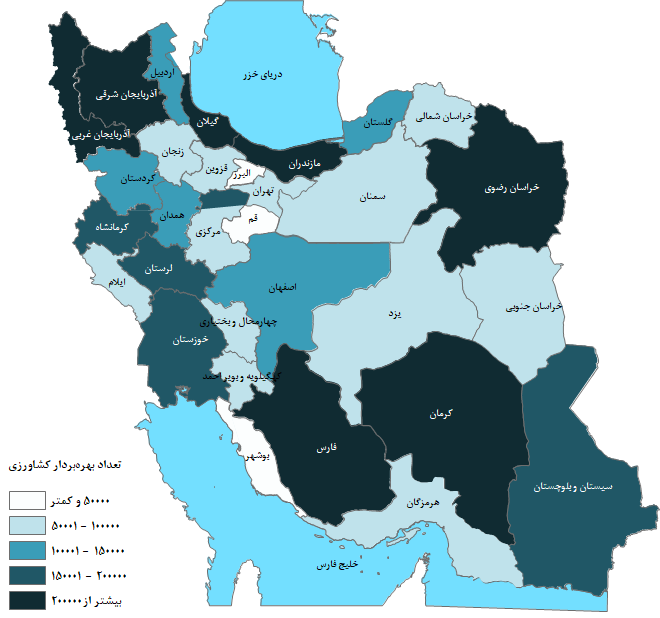 دریای خزر
اردبیل
آذربایجان شرقی
آذربایجان غربی
گیلان
گلستان
خراسان شمالی
زنجان
مازندران
قزوین
البرز
کردستان
تهران
سمنان
خراسان رضوی
همدان
قم
کرمانشاه
مرکزی
لرستان
ایلام
اصفهان
خراسان جنوبی
یزد
چهارمحال و بختیاری
خوزستان
کهگیلویه و بویر احمد
کرمان
فارس
بوشهر
سیستان و بلوچستان
هرمزگان
خلیج فارس
تعداد بهره‌بردار کشاورزی
۵۰۰۰۰ و کمتر
۵۰۰۰۱ - ۱۰۰۰۰۰
۱۰۰۰۰۱ - ۱۵۰۰۰۰
۱۵۰۰۰۱ - ۲۰۰۰۰۰
بیشتر از ۲۰۰۰۰۰